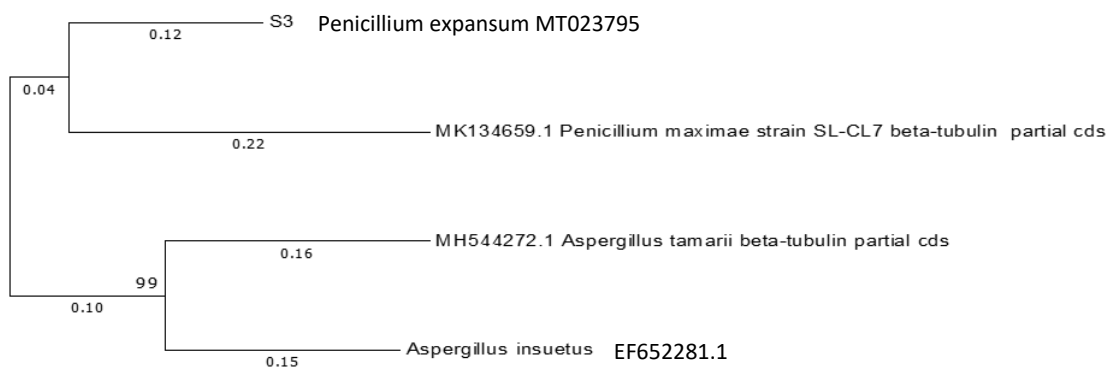 S3 Penicillium expansum MT023795
0.12
0.04
MK134659.1 Penicillium maximae strain SL-CL7 beta-tubulin partial cds
0.22
MH544272.1 Aspergillus tamarii beta-tubulin partial cds
0.16
99
0.10
Aspergillus insuetus EF652281.1
0.15